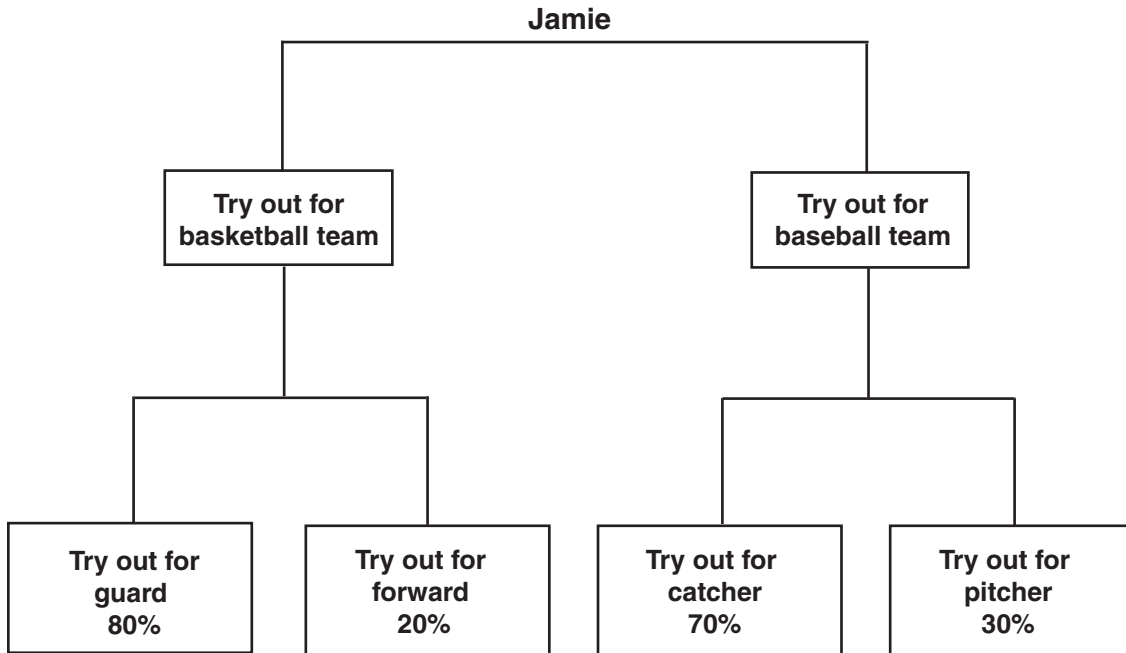 Jamie
Try out for
basketball team
Try out for
baseball team
Try out for
guard
80%
Try out for
forward
20%
Try out for
catcher
70%
Try out for
pitcher
30%